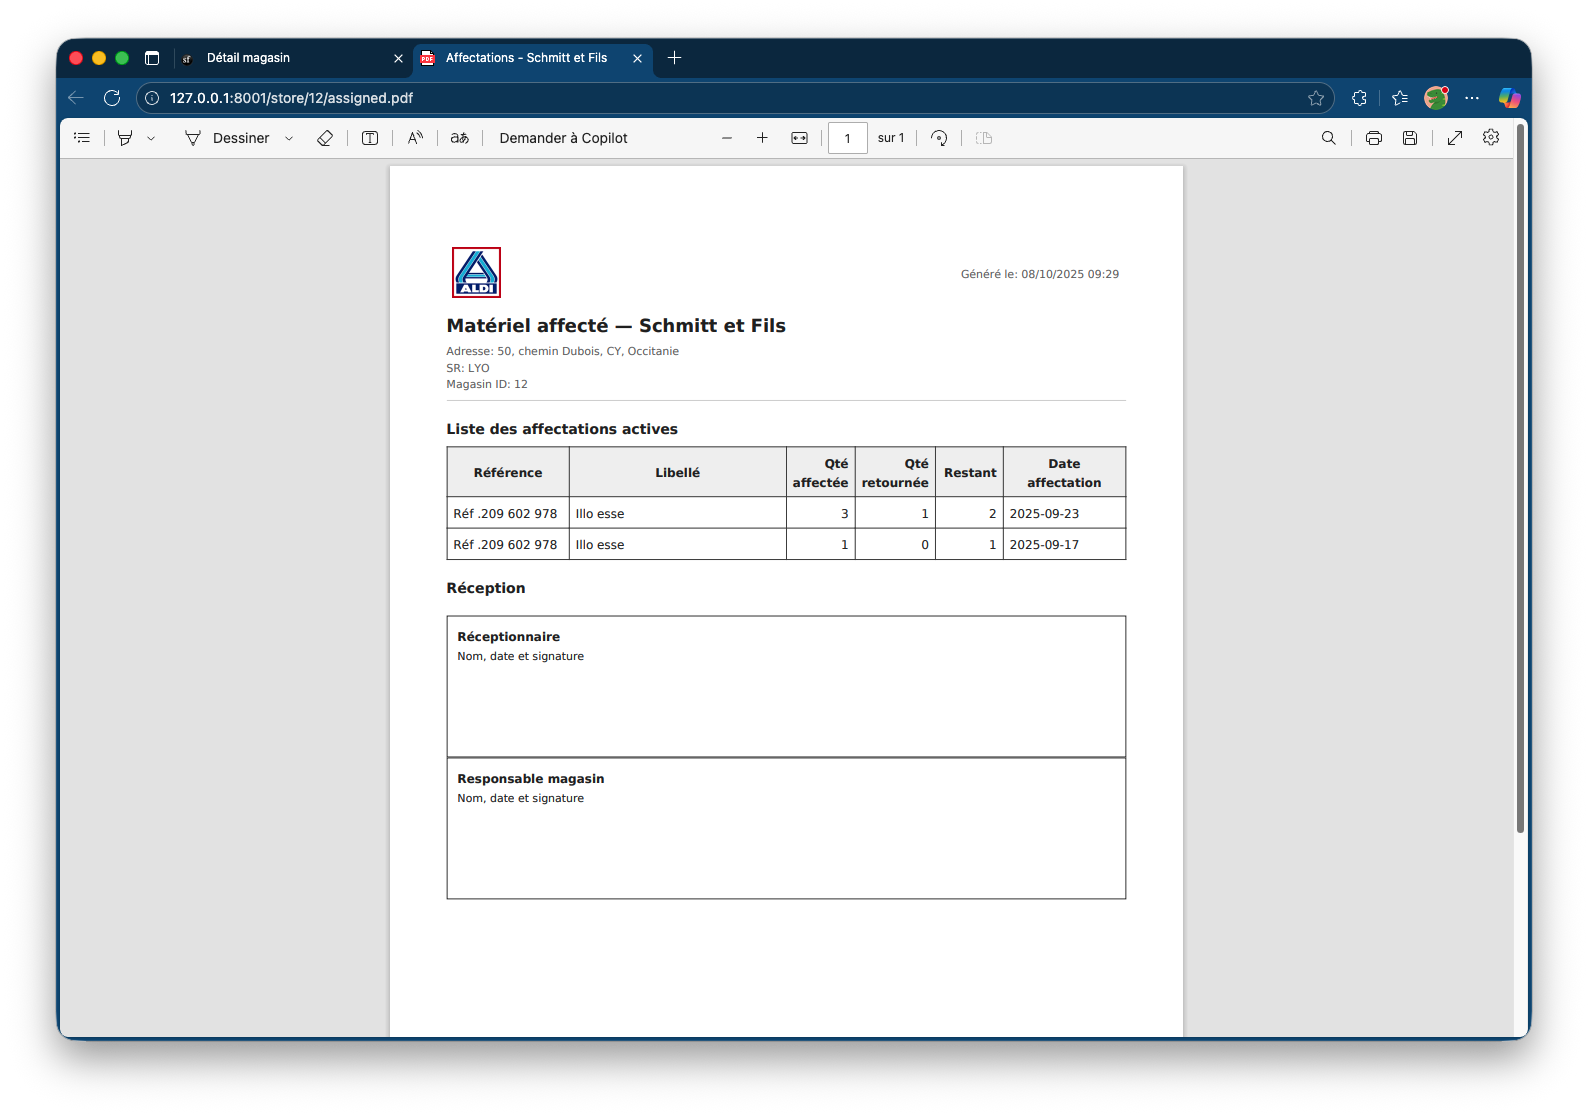 Détail magasin
Affectations - Schmitt et Fils
127.0.0.1:8001/store/12/assigned.pdf
Dessiner
Demander à Copilot
1 sur 1
ALDI
Généré le: 08/10/2025 09:29
Matériel affecté — Schmitt et Fils
Adresse: 50, chemin Dubois, CY, Occitanie
SR: LYO
Magasin ID: 12
Liste des affectations actives
Référence Libellé Qté affectée Qté retournée Restant Date affectation
Réf .209 602 978 Illo esse 3 1 2 2025-09-23
Réf .209 602 978 Illo esse 1 0 1 2025-09-17
Réception
Réceptionnaire
Nom, date et signature
Responsable magasin
Nom, date et signature